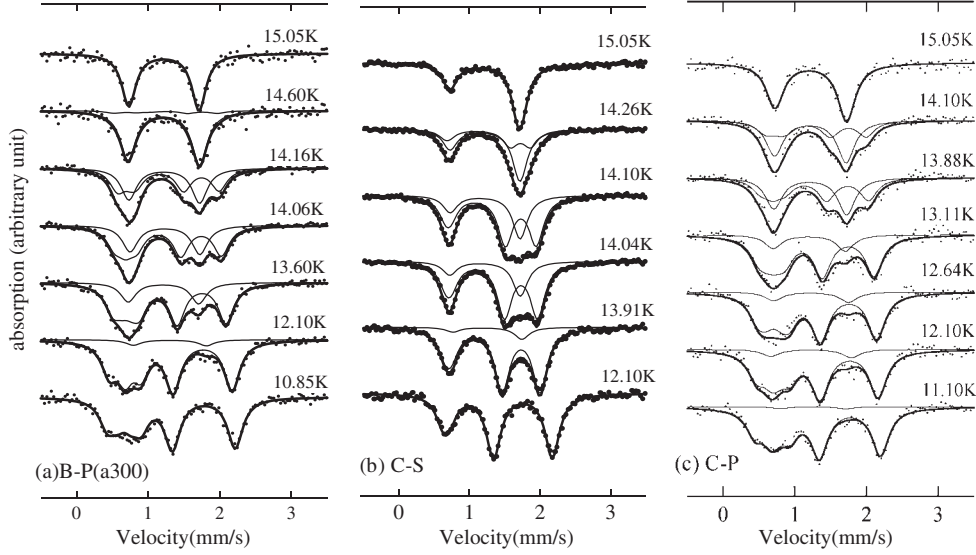 absorption (arbitrary unit)
15.05K
14.60K
14.16K
14.06K
13.60K
12.10K
10.85K
(a)B-P(a300)
0 1 2 3
Velocity(mm/s)
15.05K
14.26K
14.10K
14.04K
13.91K
12.10K
(b) C-S
0 1 2 3
Velocity(mm/s)
15.05K
14.10K
13.88K
13.11K
12.64K
12.10K
11.10K
(c) C-P
0 1 2 3
Velocity(mm/s)